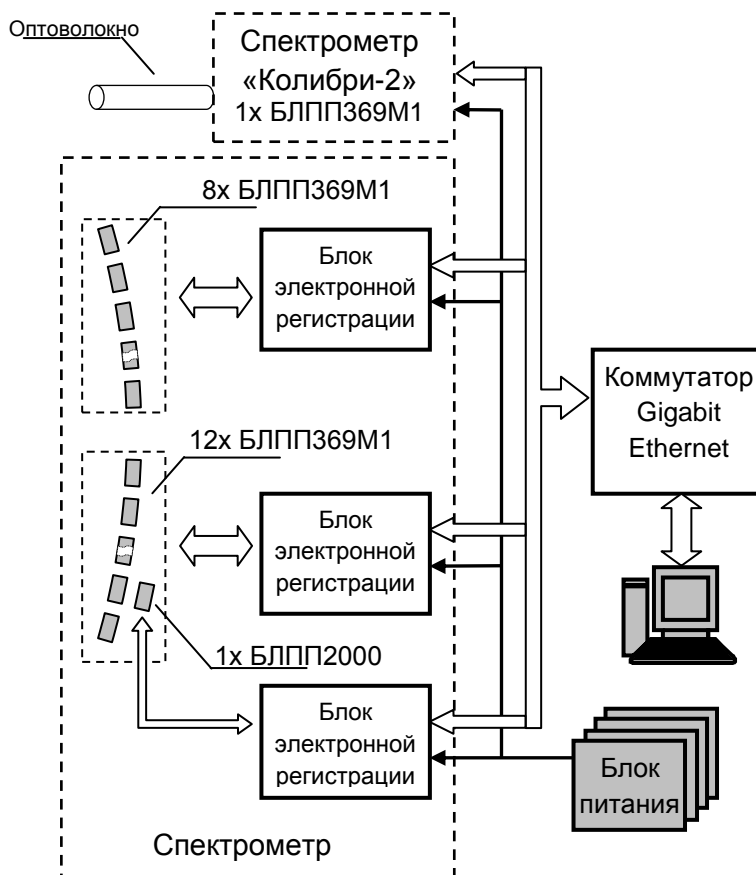 Оптоволокно
Спектрометр
«Колибри-2»
1х БЛПП369М1
8х БЛПП369М1
Блок
электронной
регистрации
Коммутатор
Gigabit
Ethernet
12х БЛПП369М1
Блок
электронной
регистрации
1х БЛПП2000
Блок
электронной
регистрации
Блок
питания
Спектрометр